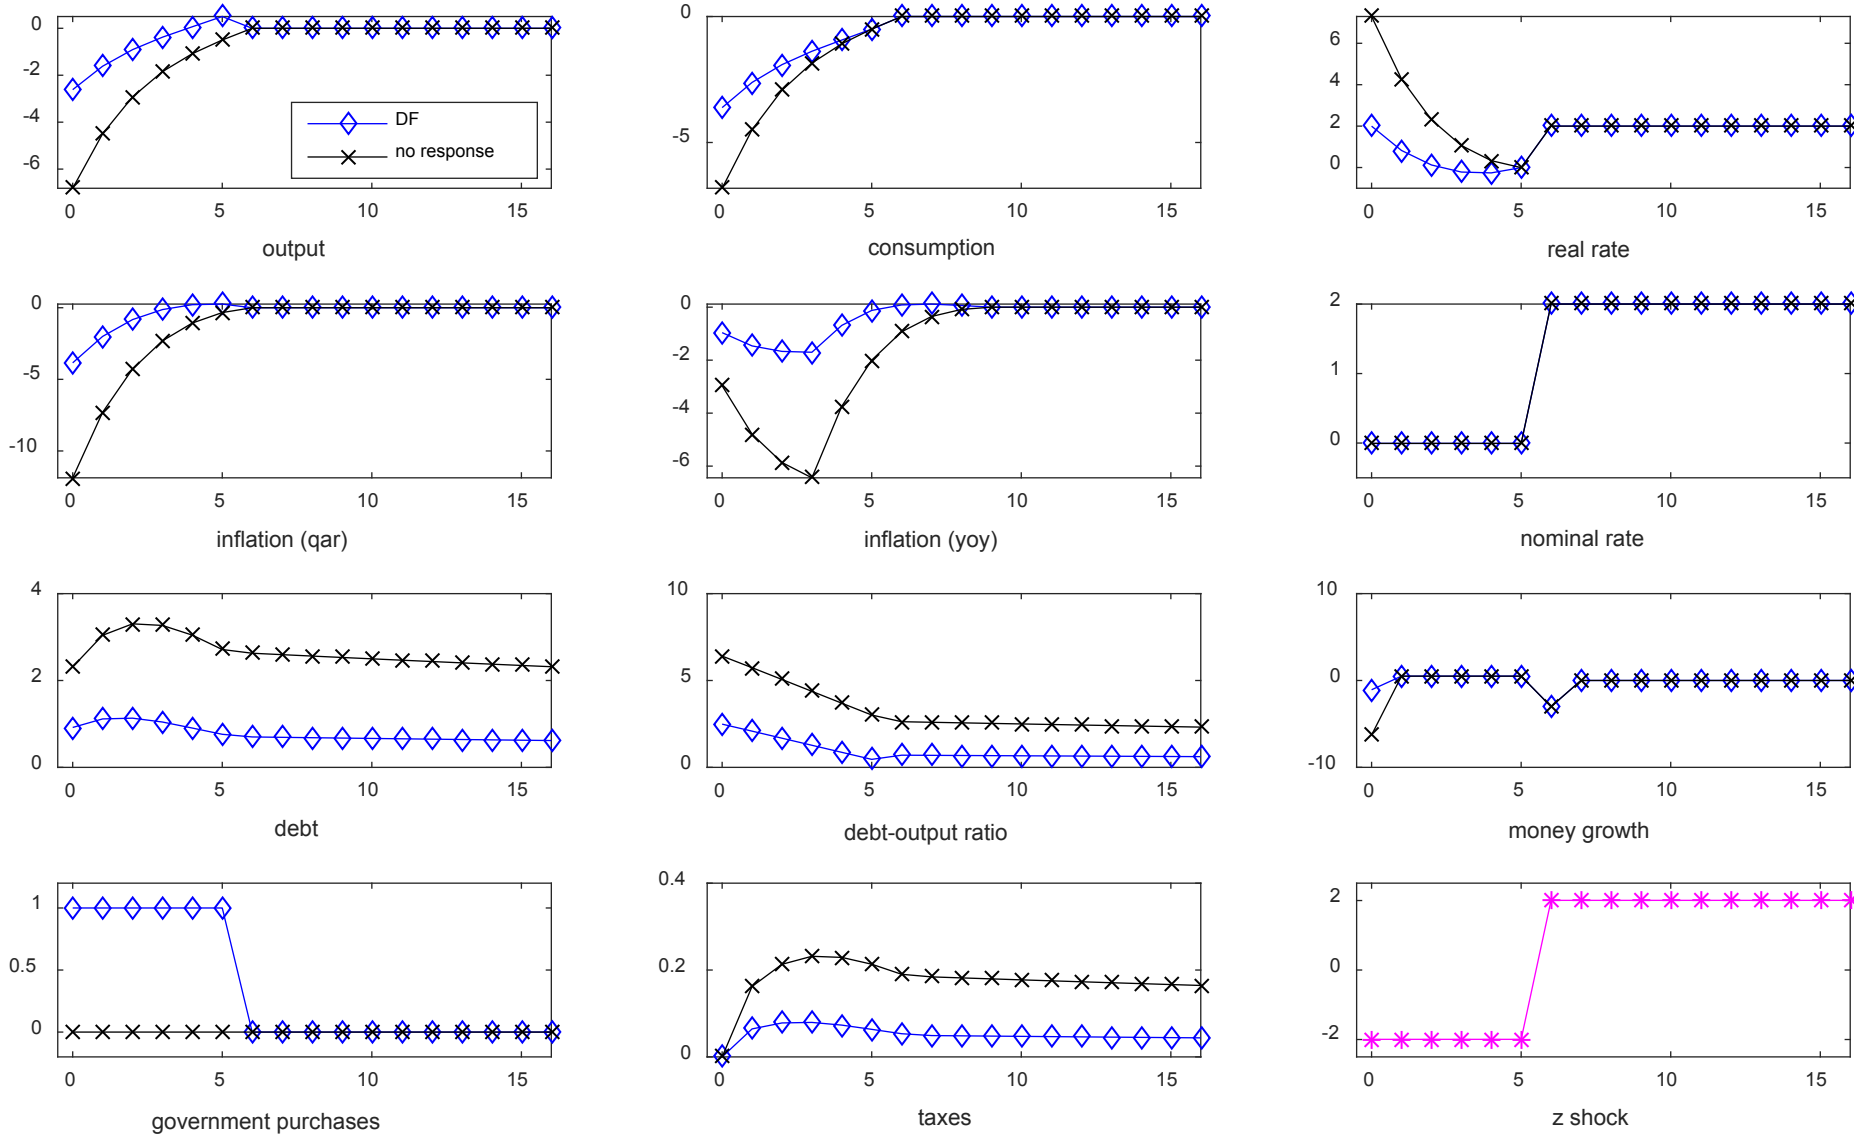 0
-2
-4
-6
DF
no response
0 5 10 15
output
0
-5
0 5 10 15
consumption
6
4
2
0
0 5 10 15
real rate
0
-5
-10
0 5 10 15
inflation (qar)
0
-2
-4
-6
0 5 10 15
inflation (yoy)
2
1
0
0 5 10 15
nominal rate
4
2
0
0 5 10 15
debt
10
5
0
0 5 10 15
debt-output ratio
10
0
-10
0 5 10 15
money growth
1
0.5
0
0 5 10 15
government purchases
0.4
0.2
0
0 5 10 15
taxes
2
0
-2
0 5 10 15
z shock